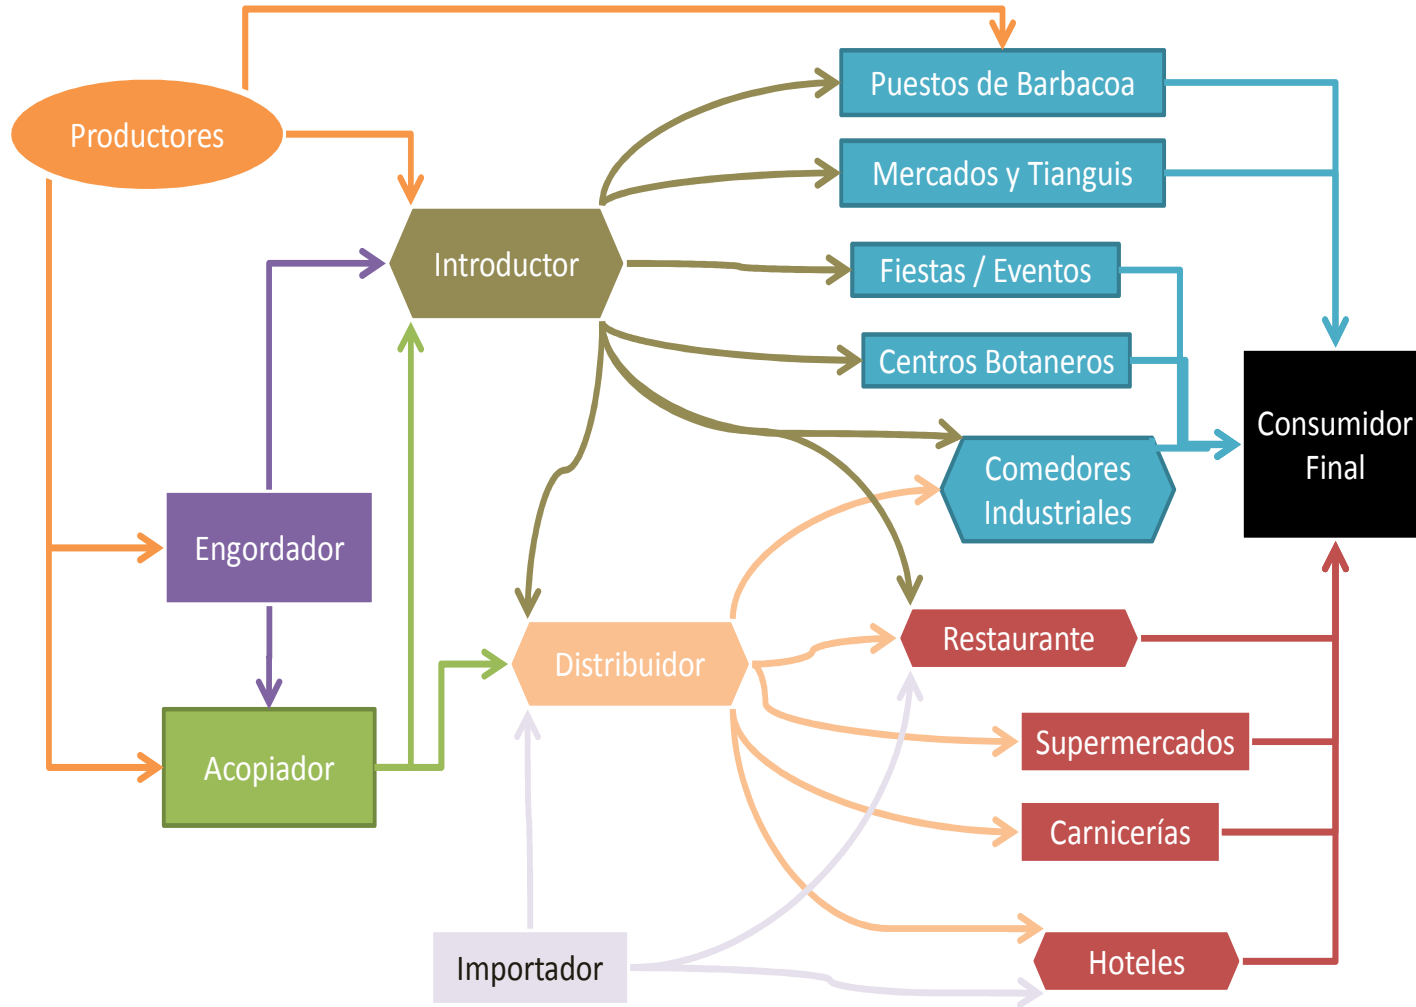 Puestos de Barbacoa
Productores
Mercados y Tianguis
Introductor
Fiestas / Eventos
Centros Botaneros
Consumidor
Final
Comedores
Industriales
Engordador
Restaurante
Distribuidor
Supermercados
Acopiador
Carnicerías
Importador
Hoteles